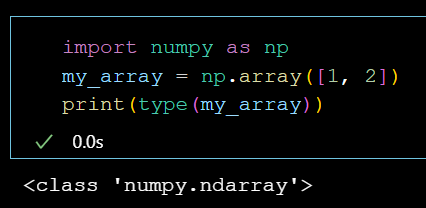 import numpy as np
my_array = np.array([1, 2])
print(type(my_array))
0.0s
<class 'numpy.ndarray'>